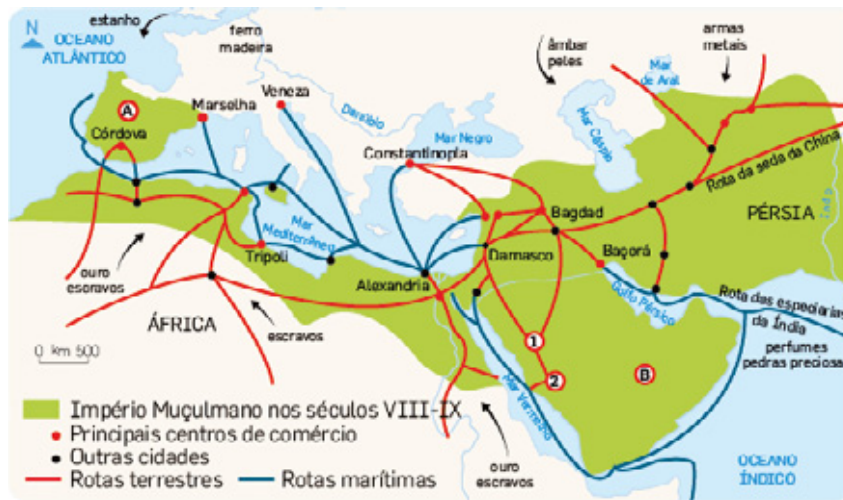 estanho
OCEANO
ATLÂNTICO
N
ferro
madeira
âmbar
peles
armas
metais
Mar
de Aral
Mar Cáspio
A
Marselha
Veneza
Danúbio
Córdova
Mar Negro
Constantinopla
Rota da seda da China
Bagdad
PÉRSIA
Indo
Mar
Mediterrâneo
Damasco
Baçorá
Tripoli
Alexandria
Golfo Pérsico
ouro
escravos
Rota das especiarias
da Índia
ÁFRICA
escravos
perfumes
pedras preciosas
0 km 500
1
2
B
Mar Vermelho
Império Muçulmano nos séculos VIII-IX
Principais centros de comércio
Outras cidades
Rotas terrestres
Rotas marítimas
ouro
escravos
OCEANO
ÍNDICO